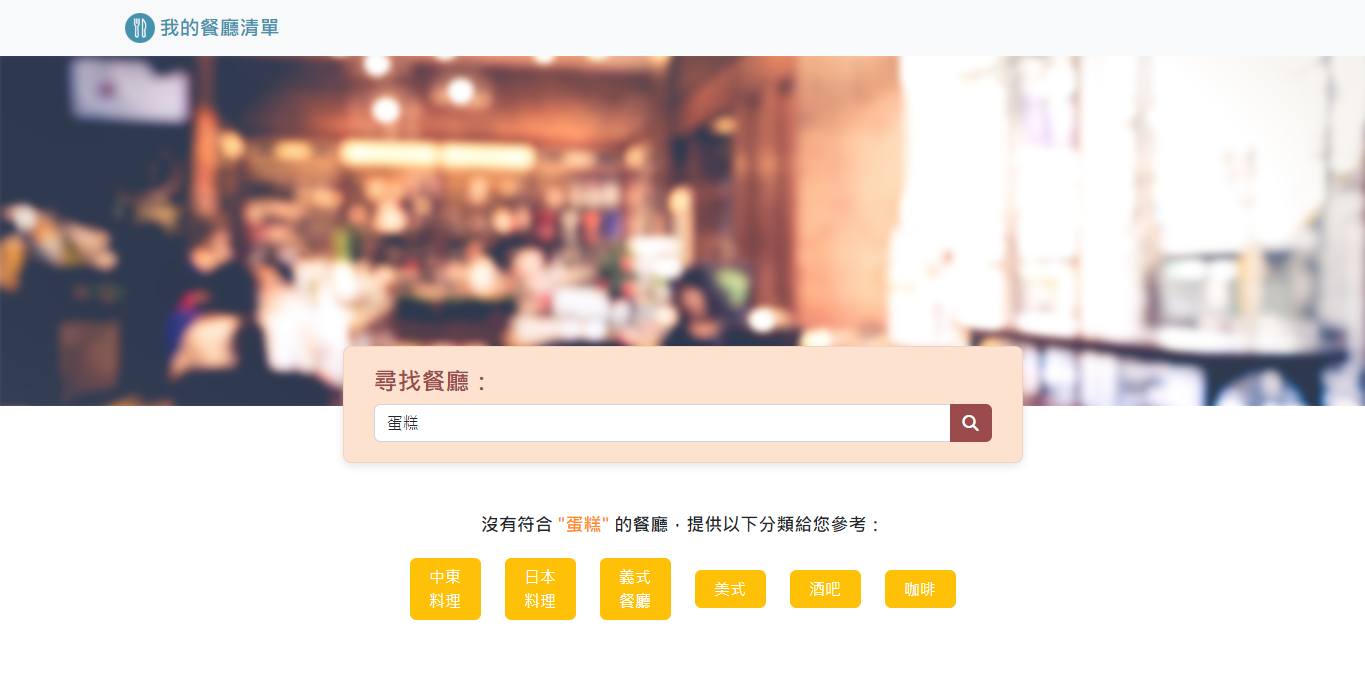 我的餐廳清單
尋找餐廳：
蛋糕
沒有符合 "蛋糕" 的餐廳，提供以下分類給您參考：
中東
料理
日本
料理
義式
餐廳
美式
酒吧
咖啡